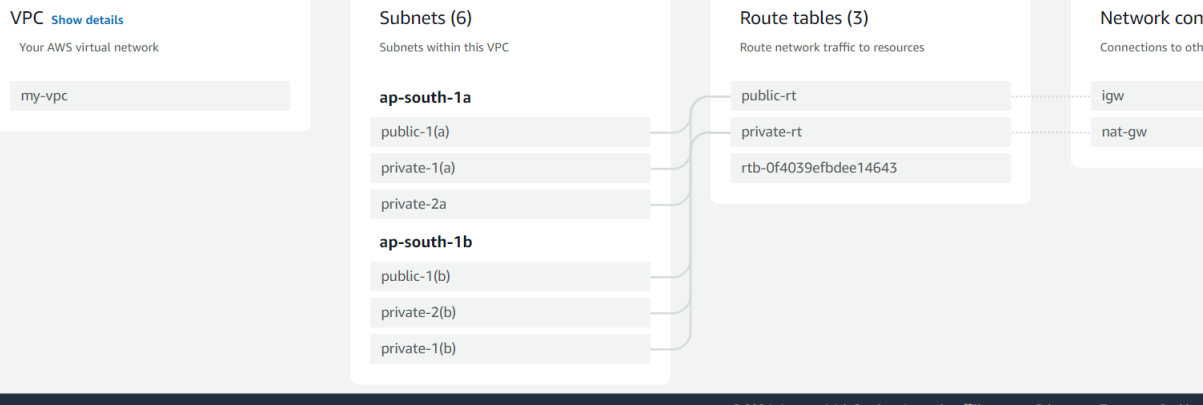 VPC Show details
Your AWS virtual network
my-vpc
Subnets (6)
Subnets within this VPC
ap-south-1a
public-1(a)
private-1(a)
private-2a
ap-south-1b
public-1(b)
private-2(b)
private-1(b)
Route tables (3)
Route network traffic to resources
public-rt
private-rt
rtb-0f4039efbdee14643
Network con
Connections to oth
igw
nat-gw